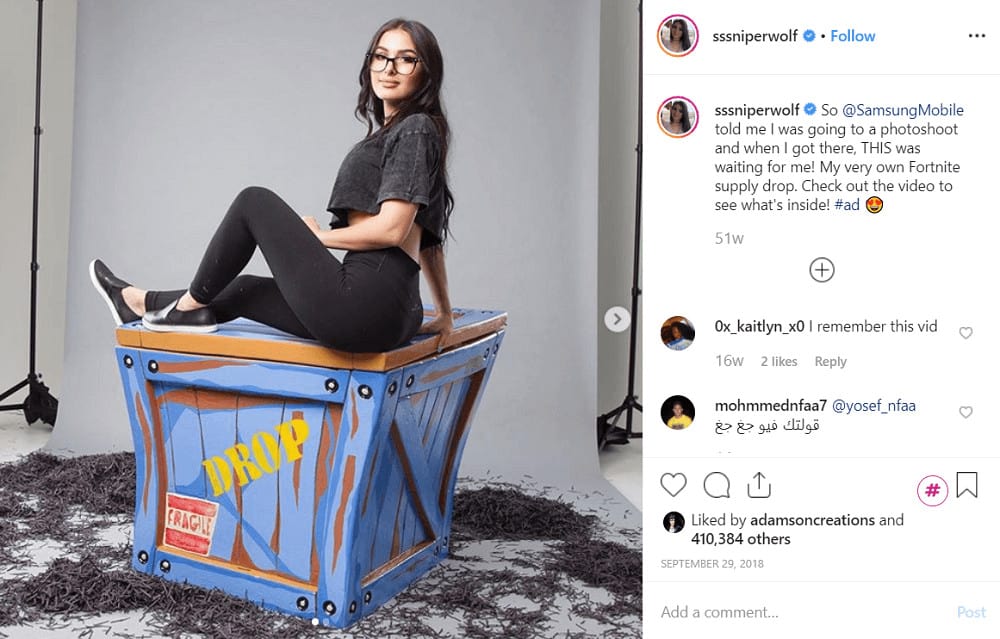 DROP
FRAGILE
sssniperwolf • Follow
sssniperwolf So @SamsungMobile
told me I was going to a photoshoot
and when I got there, THIS was
waiting for me! My very own Fortnite
supply drop. Check out the video to
see what's inside! #ad 🤩
51w
0x_kaitlyn_x0 I remember this vid
16w 2 likes Reply
mohmmednfaa7 @yosef_nfaa
قولتك فيو جغ جغ
#
Liked by adamsoncreations and
410,384 others
SEPTEMBER 29, 2018
Add a comment... Post